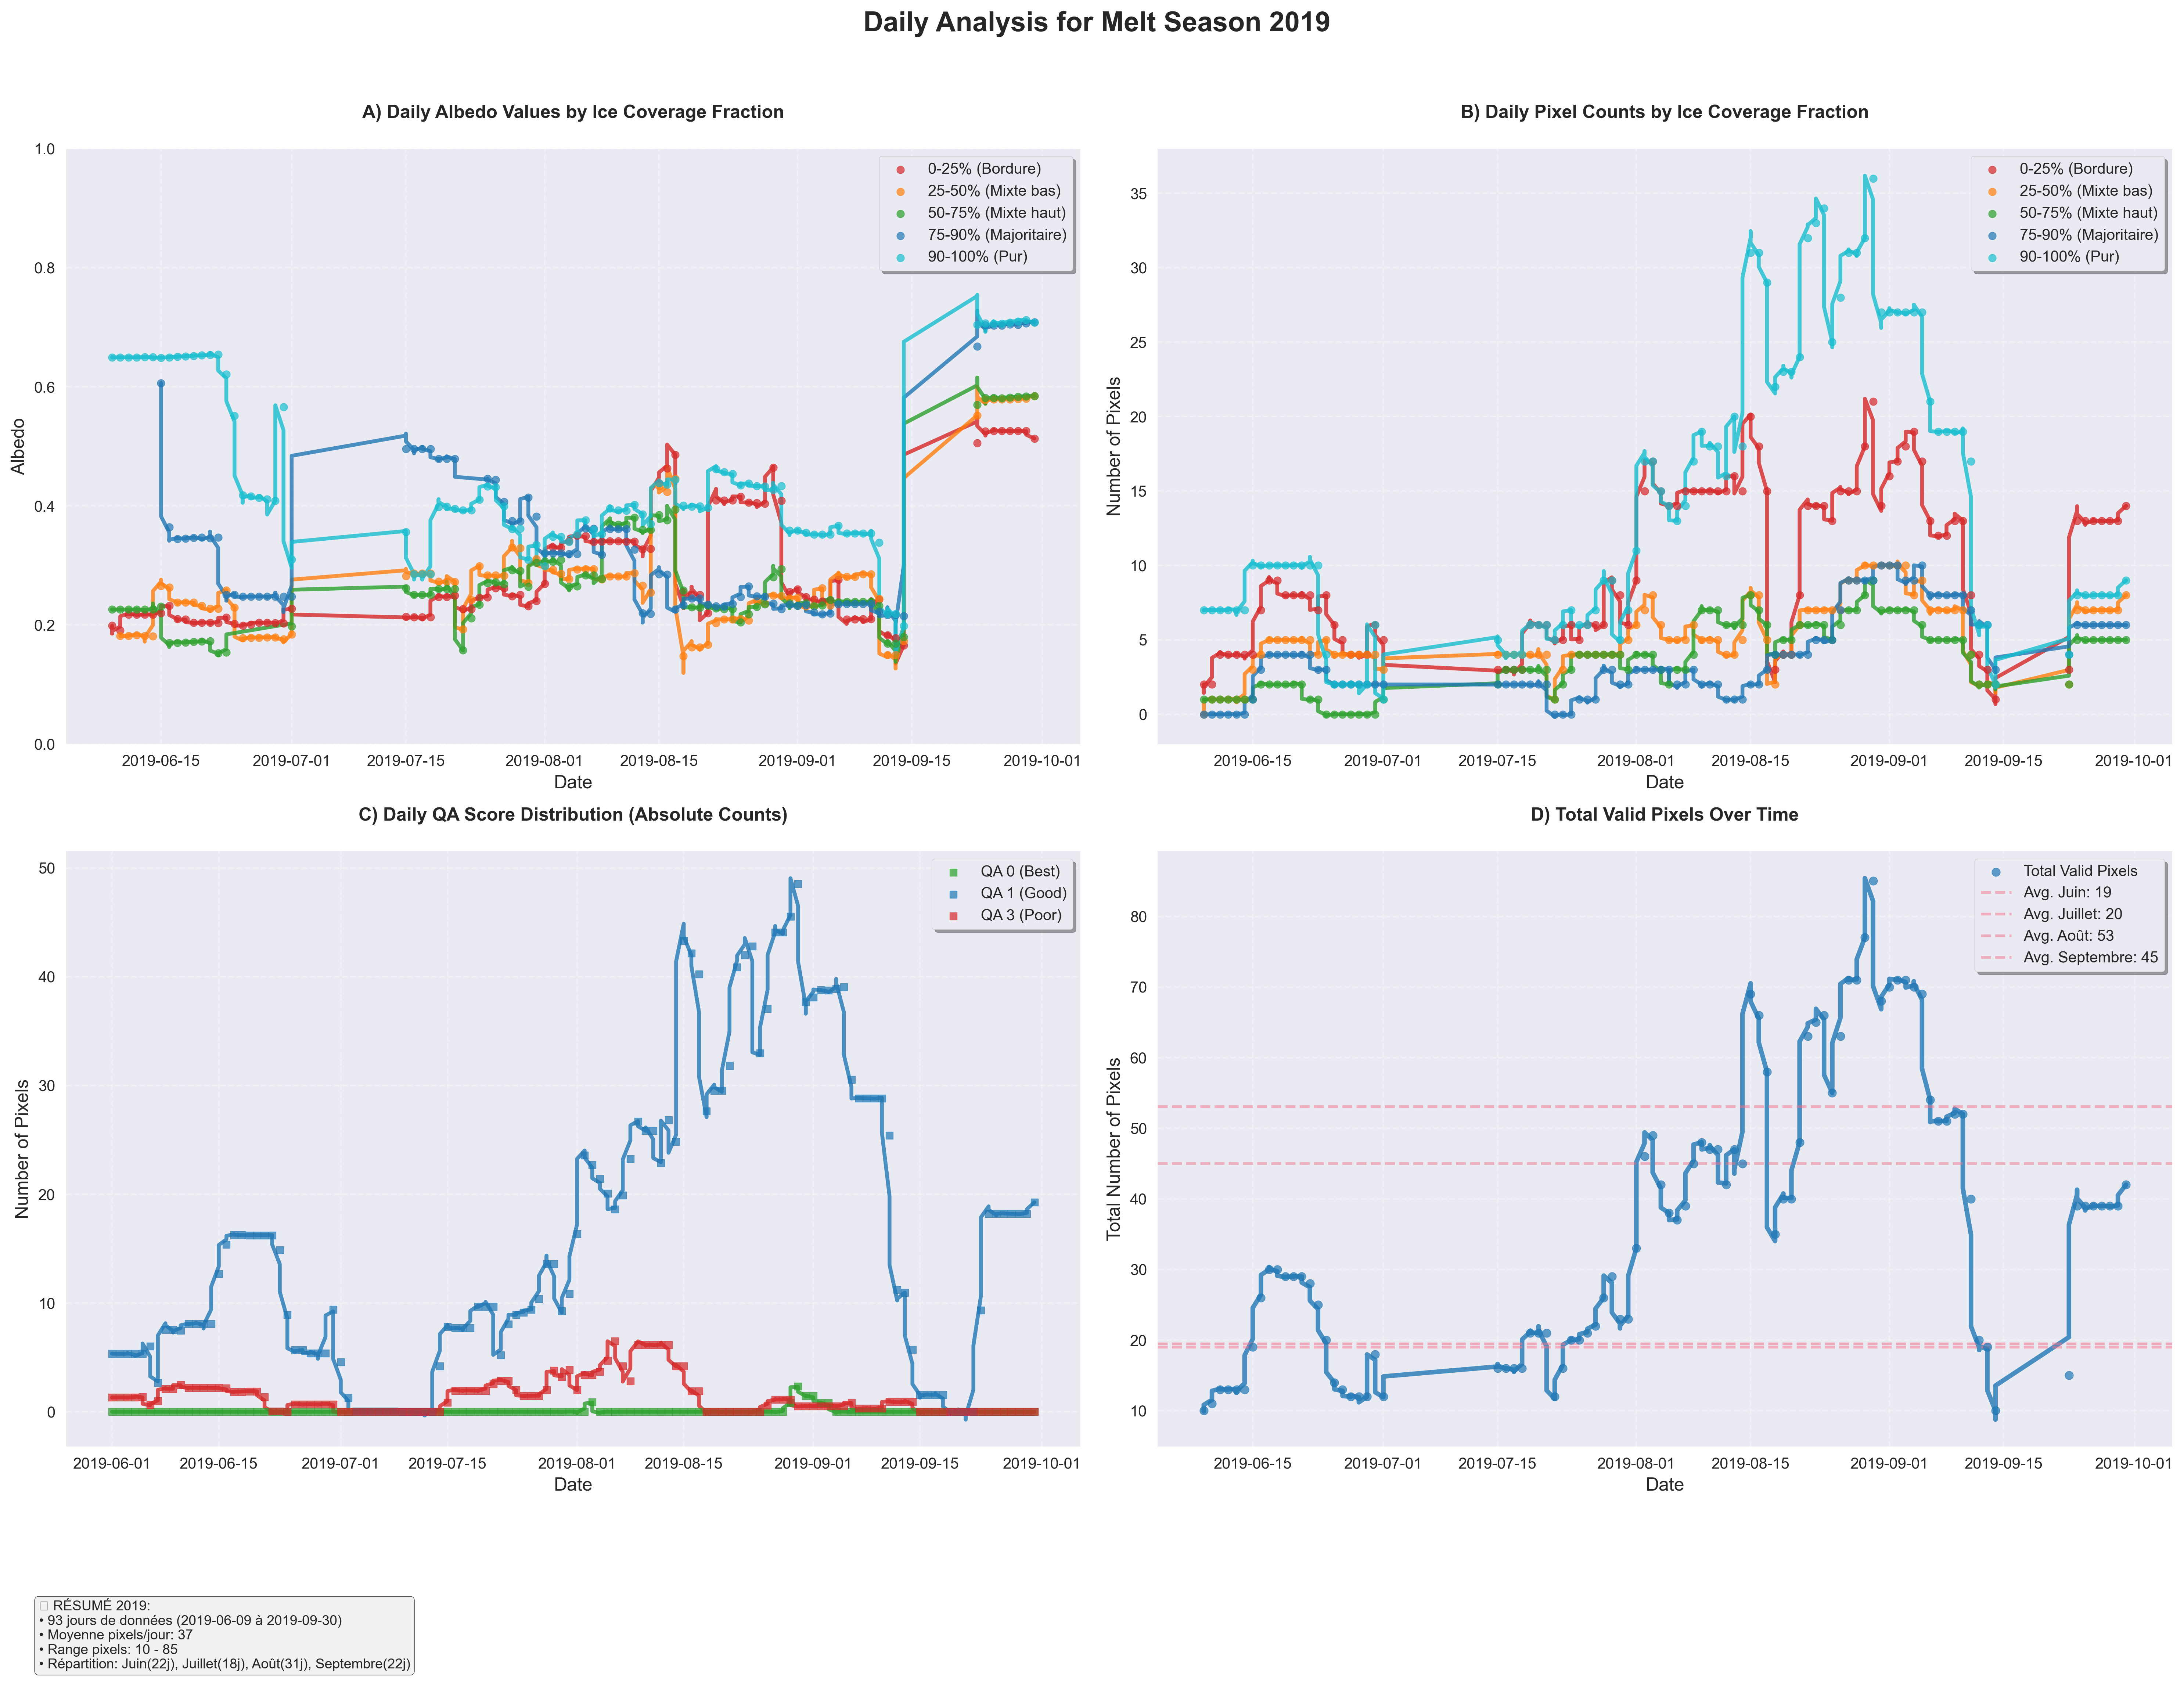 Daily Analysis for Melt Season 2019
A) Daily Albedo Values by Ice Coverage Fraction
1.0
0.8
0.6
0.4
0.2
0.0
Albedo
0-25% (Bordure)
25-50% (Mixte bas)
50-75% (Mixte haut)
75-90% (Majoritaire)
90-100% (Pur)
2019-06-15
2019-07-01
2019-07-15
2019-08-01
2019-08-15
2019-09-01
2019-09-15
2019-10-01
Date
B) Daily Pixel Counts by Ice Coverage Fraction
35
30
25
20
15
10
5
0
Number of Pixels
0-25% (Bordure)
25-50% (Mixte bas)
50-75% (Mixte haut)
75-90% (Majoritaire)
90-100% (Pur)
2019-06-15
2019-07-01
2019-07-15
2019-08-01
2019-08-15
2019-09-01
2019-09-15
2019-10-01
Date
C) Daily QA Score Distribution (Absolute Counts)
50
40
30
20
10
0
Number of Pixels
QA 0 (Best)
QA 1 (Good)
QA 3 (Poor)
2019-06-01
2019-06-15
2019-07-01
2019-07-15
2019-08-01
2019-08-15
2019-09-01
2019-09-15
2019-10-01
Date
D) Total Valid Pixels Over Time
80
70
60
50
40
30
20
10
Total Number of Pixels
Total Valid Pixels
Avg. Juin: 19
Avg. Juillet: 20
Avg. Août: 53
Avg. Septembre: 45
2019-06-15
2019-07-01
2019-07-15
2019-08-01
2019-08-15
2019-09-01
2019-09-15
2019-10-01
Date
RÉSUMÉ 2019:
• 93 jours de données (2019-06-09 à 2019-09-30)
• Moyenne pixels/jour: 37
• Range pixels: 10 - 85
• Répartition: Juin(22j), Juillet(18j), Août(31j), Septembre(22j)